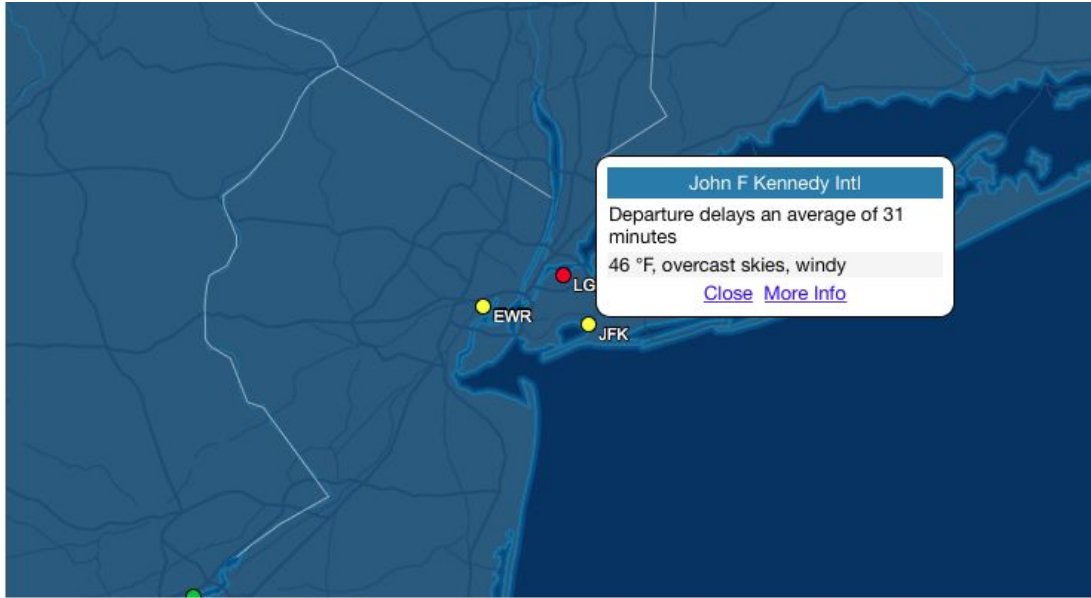 John F Kennedy Intl
Departure delays an average of 31
minutes
46 °F, overcast skies, windy
Close More Info
LG
EWR
JFK